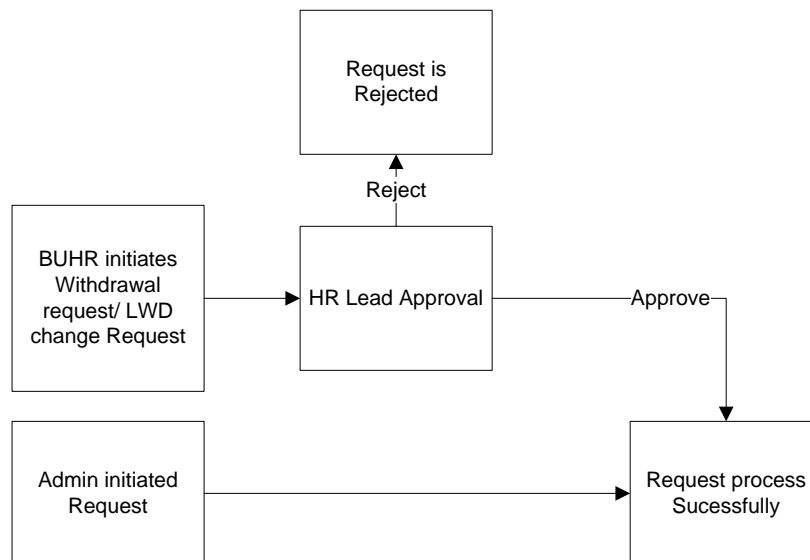 Request is
Rejected
Reject
BUHR initiates
Withdrawal
request/ LWD
change Request
HR Lead Approval
Approve
Admin initiated
Request
Request process
Sucessfully